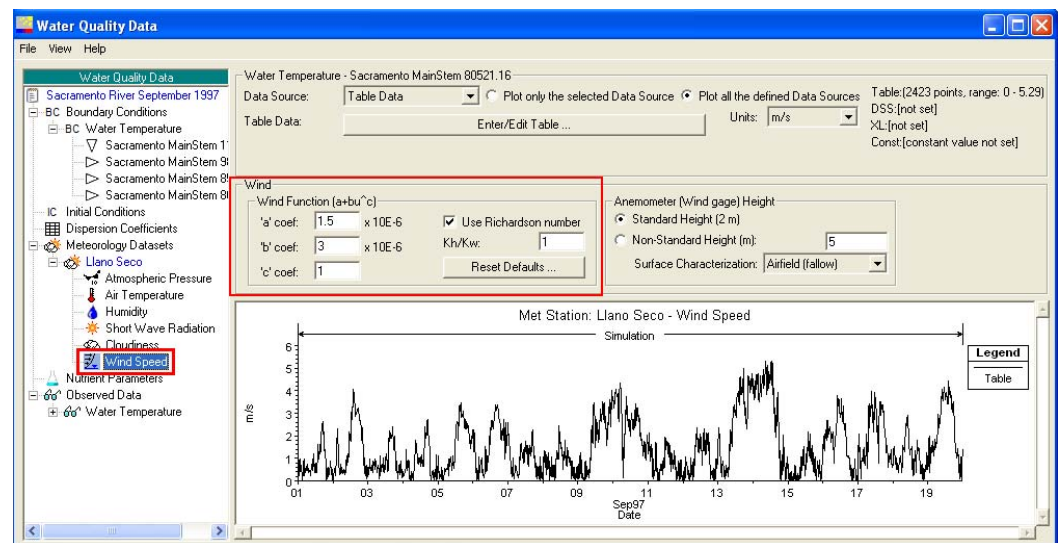 Water Quality Data
File View Help
Water Quality Data
Sacramento River September 1997
BC Boundary Conditions
BC Water Temperature
Sacramento MainStem 1
Sacramento MainStem 9
Sacramento MainStem 8
Sacramento MainStem 8
IC Initial Conditions
Dispersion Coefficients
Meteorology Datasets
Llano Seco
Atmospheric Pressure
Air Temperature
Humidity
Short Wave Radiation
Cloudiness
Wind Speed
Nutrient Parameters
Observed Data
Water Temperature
Water Temperature - Sacramento MainStem 80521.16
Data Source: Table Data Plot only the selected Data Source Plot all the defined Data Sources
Table Data: Enter/Edit Table ... Units: m/s
Table:(2423 points, range: 0 - 5.29)
DSS:[not set]
XL:[not set]
Const:[constant value not set]
Wind
Wind Function (a+bu^c)
'a' coef: 1.5 x 10E-6 Use Richardson number
'b' coef: 3 x 10E-6 Kh/Kw: 1
'c' coef: 1 Reset Defaults ...
Anemometer (Wind gage) Height
Standard Height (2 m)
Non-Standard Height (m): 5
Surface Characterization: Airfield (fallow)
Met Station: Llano Seco - Wind Speed
Simulation
6
5
4
3
2
1
0
m/s
01 03 05 07 09 11 13 15 17 19
Sep97
Date
Legend
Table